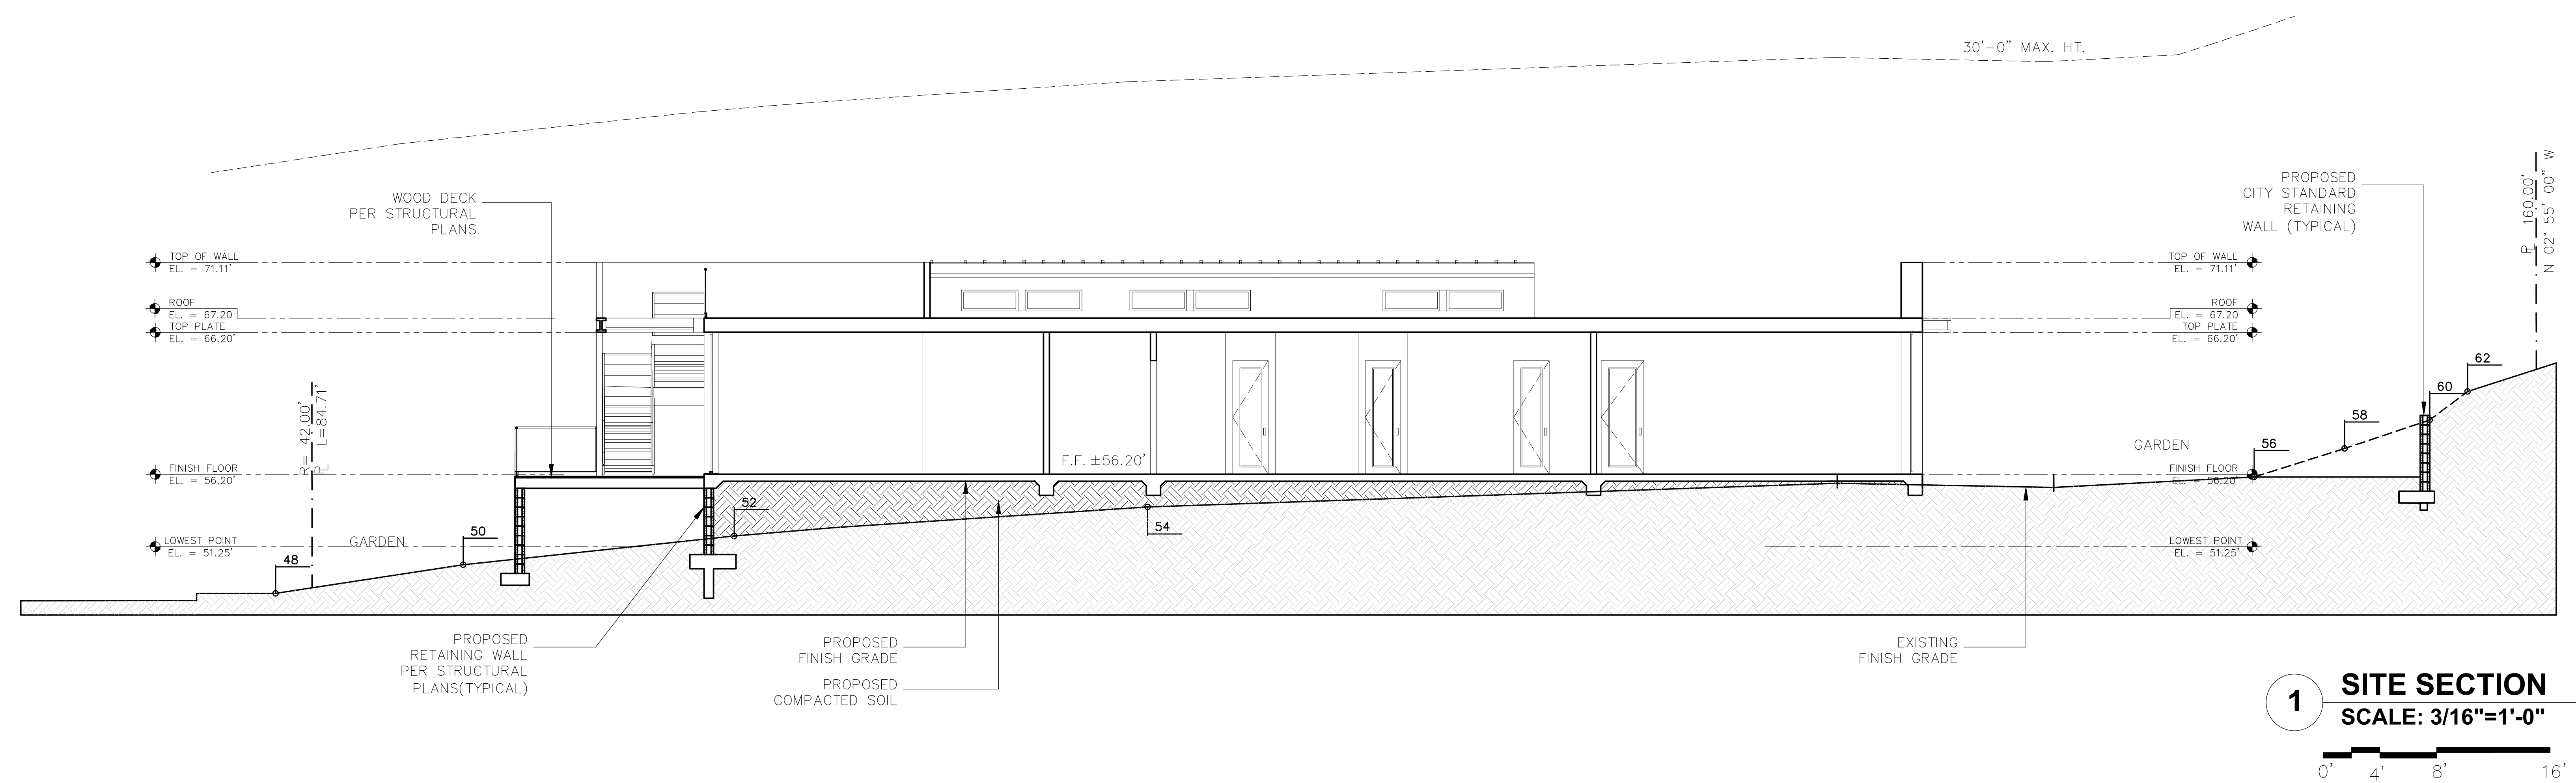 30'-0" MAX. HT.
WOOD DECK
PER STRUCTURAL
PLANS
PROPOSED
CITY STANDARD
RETAINING
WALL (TYPICAL)
PL 160.00'
N 02° 55' 00" W
TOP OF WALL
EL. = 71.11'
ROOF
EL. = 67.20
TOP PLATE
EL. = 66.20'
TOP OF WALL
EL. = 71.11'
ROOF
EL. = 67.20
TOP PLATE
EL. = 66.20'
R= 42.00'
PL L=84.71'
62
60
58
56
GARDEN
F.F. ±56.20'
FINISH FLOOR
EL. = 56.20'
FINISH FLOOR
EL. = 56.20'
52
50
54
48
GARDEN
LOWEST POINT
EL. = 51.25'
LOWEST POINT
EL. = 51.25'
PROPOSED
RETAINING WALL
PER STRUCTURAL
PLANS(TYPICAL)
PROPOSED
FINISH GRADE
PROPOSED
COMPACTED SOIL
EXISTING
FINISH GRADE
1
SITE SECTION
SCALE: 3/16"=1'-0"
0' 4' 8' 16'